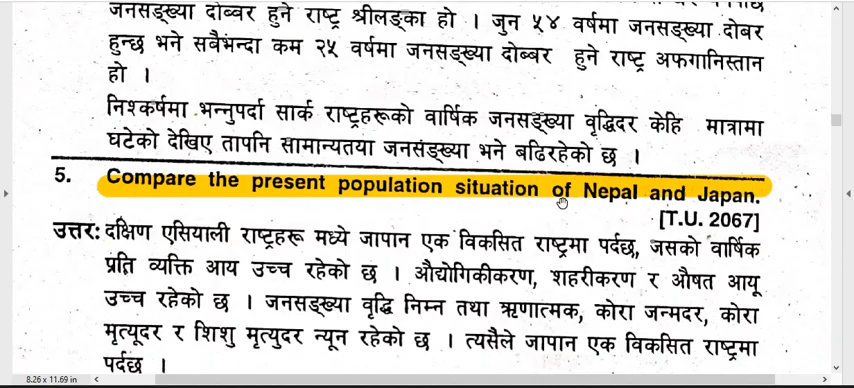 जनसङ्ख्या दोब्बर हुने राष्ट्र श्रीलङ्का हो । जुन ५४ वर्षमा जनसङ्ख्या दोबर
हुन्छ भने सबैभन्दा कम २५ वर्षमा जनसङ्ख्या दोब्बर हुने राष्ट्र अफगानिस्तान
हो ।
निश्कर्षमा भन्नुपर्दा सार्क राष्ट्रहरूको वार्षिक जनसङ्ख्या वृद्धिदर केहि मात्रामा
घटेको देखिए तापनि सामान्यतया जनसंङ्ख्या भने बढिरहेको छ ।
5. Compare the present population situation of Nepal and Japan.
[T.U. 2067]
उत्तर: दक्षिण एसियाली राष्ट्रहरू मध्ये जापान एक विकसित राष्ट्रमा पर्दछ, जसको वार्षिक
प्रति व्यक्ति आय उच्च रहेको छ । औद्योगिकीकरण, शहरीकरण र औषत आयू
उच्च रहेको छ । जनसङ्ख्या वृद्धि निम्न तथा ऋणात्मक, कोरा जन्मदर, कोरा
मृत्यूदर र शिशु मृत्युदर न्यून रहेको छ । त्यसैले जापान एक विकसित राष्ट्रमा
पर्दछ ।
8.26 x 11.69 in